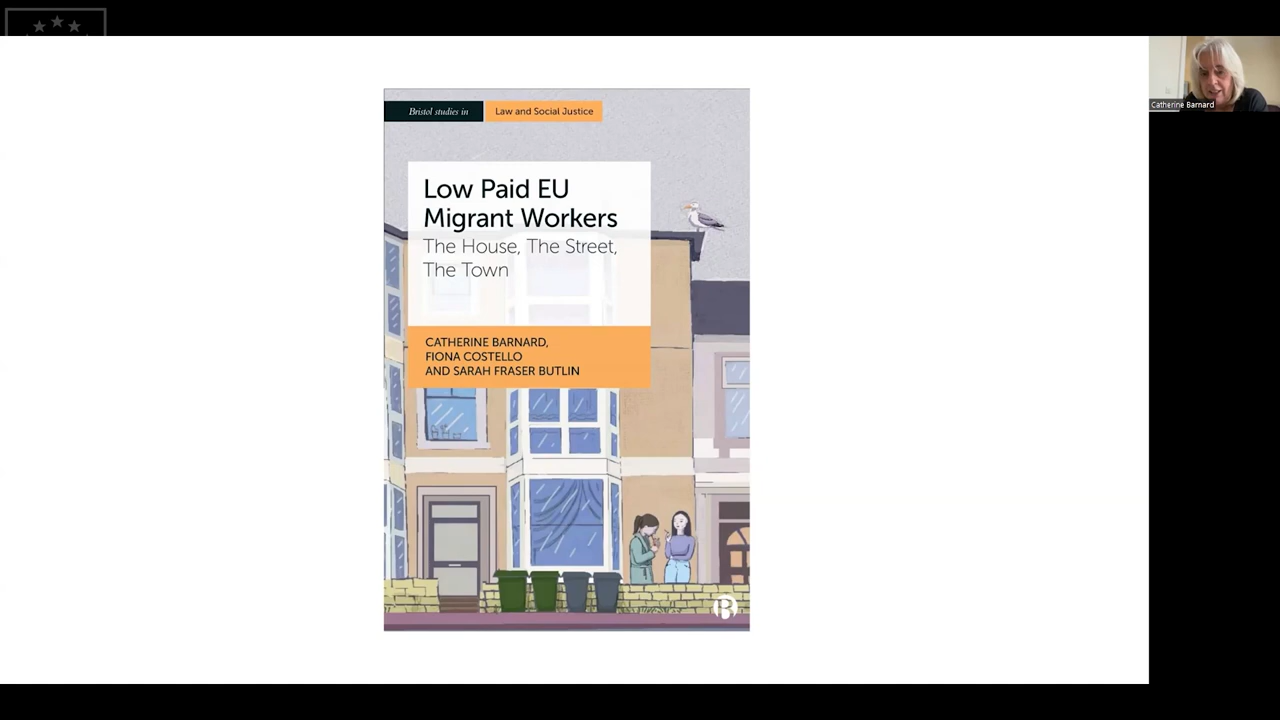 Bristol studies in
Law and Social Justice
Low Paid EU
Migrant Workers
The House, The Street,
The Town
CATHERINE BARNARD,
FIONA COSTELLO
AND SARAH FRASER BUTLIN
Catherine Barnard